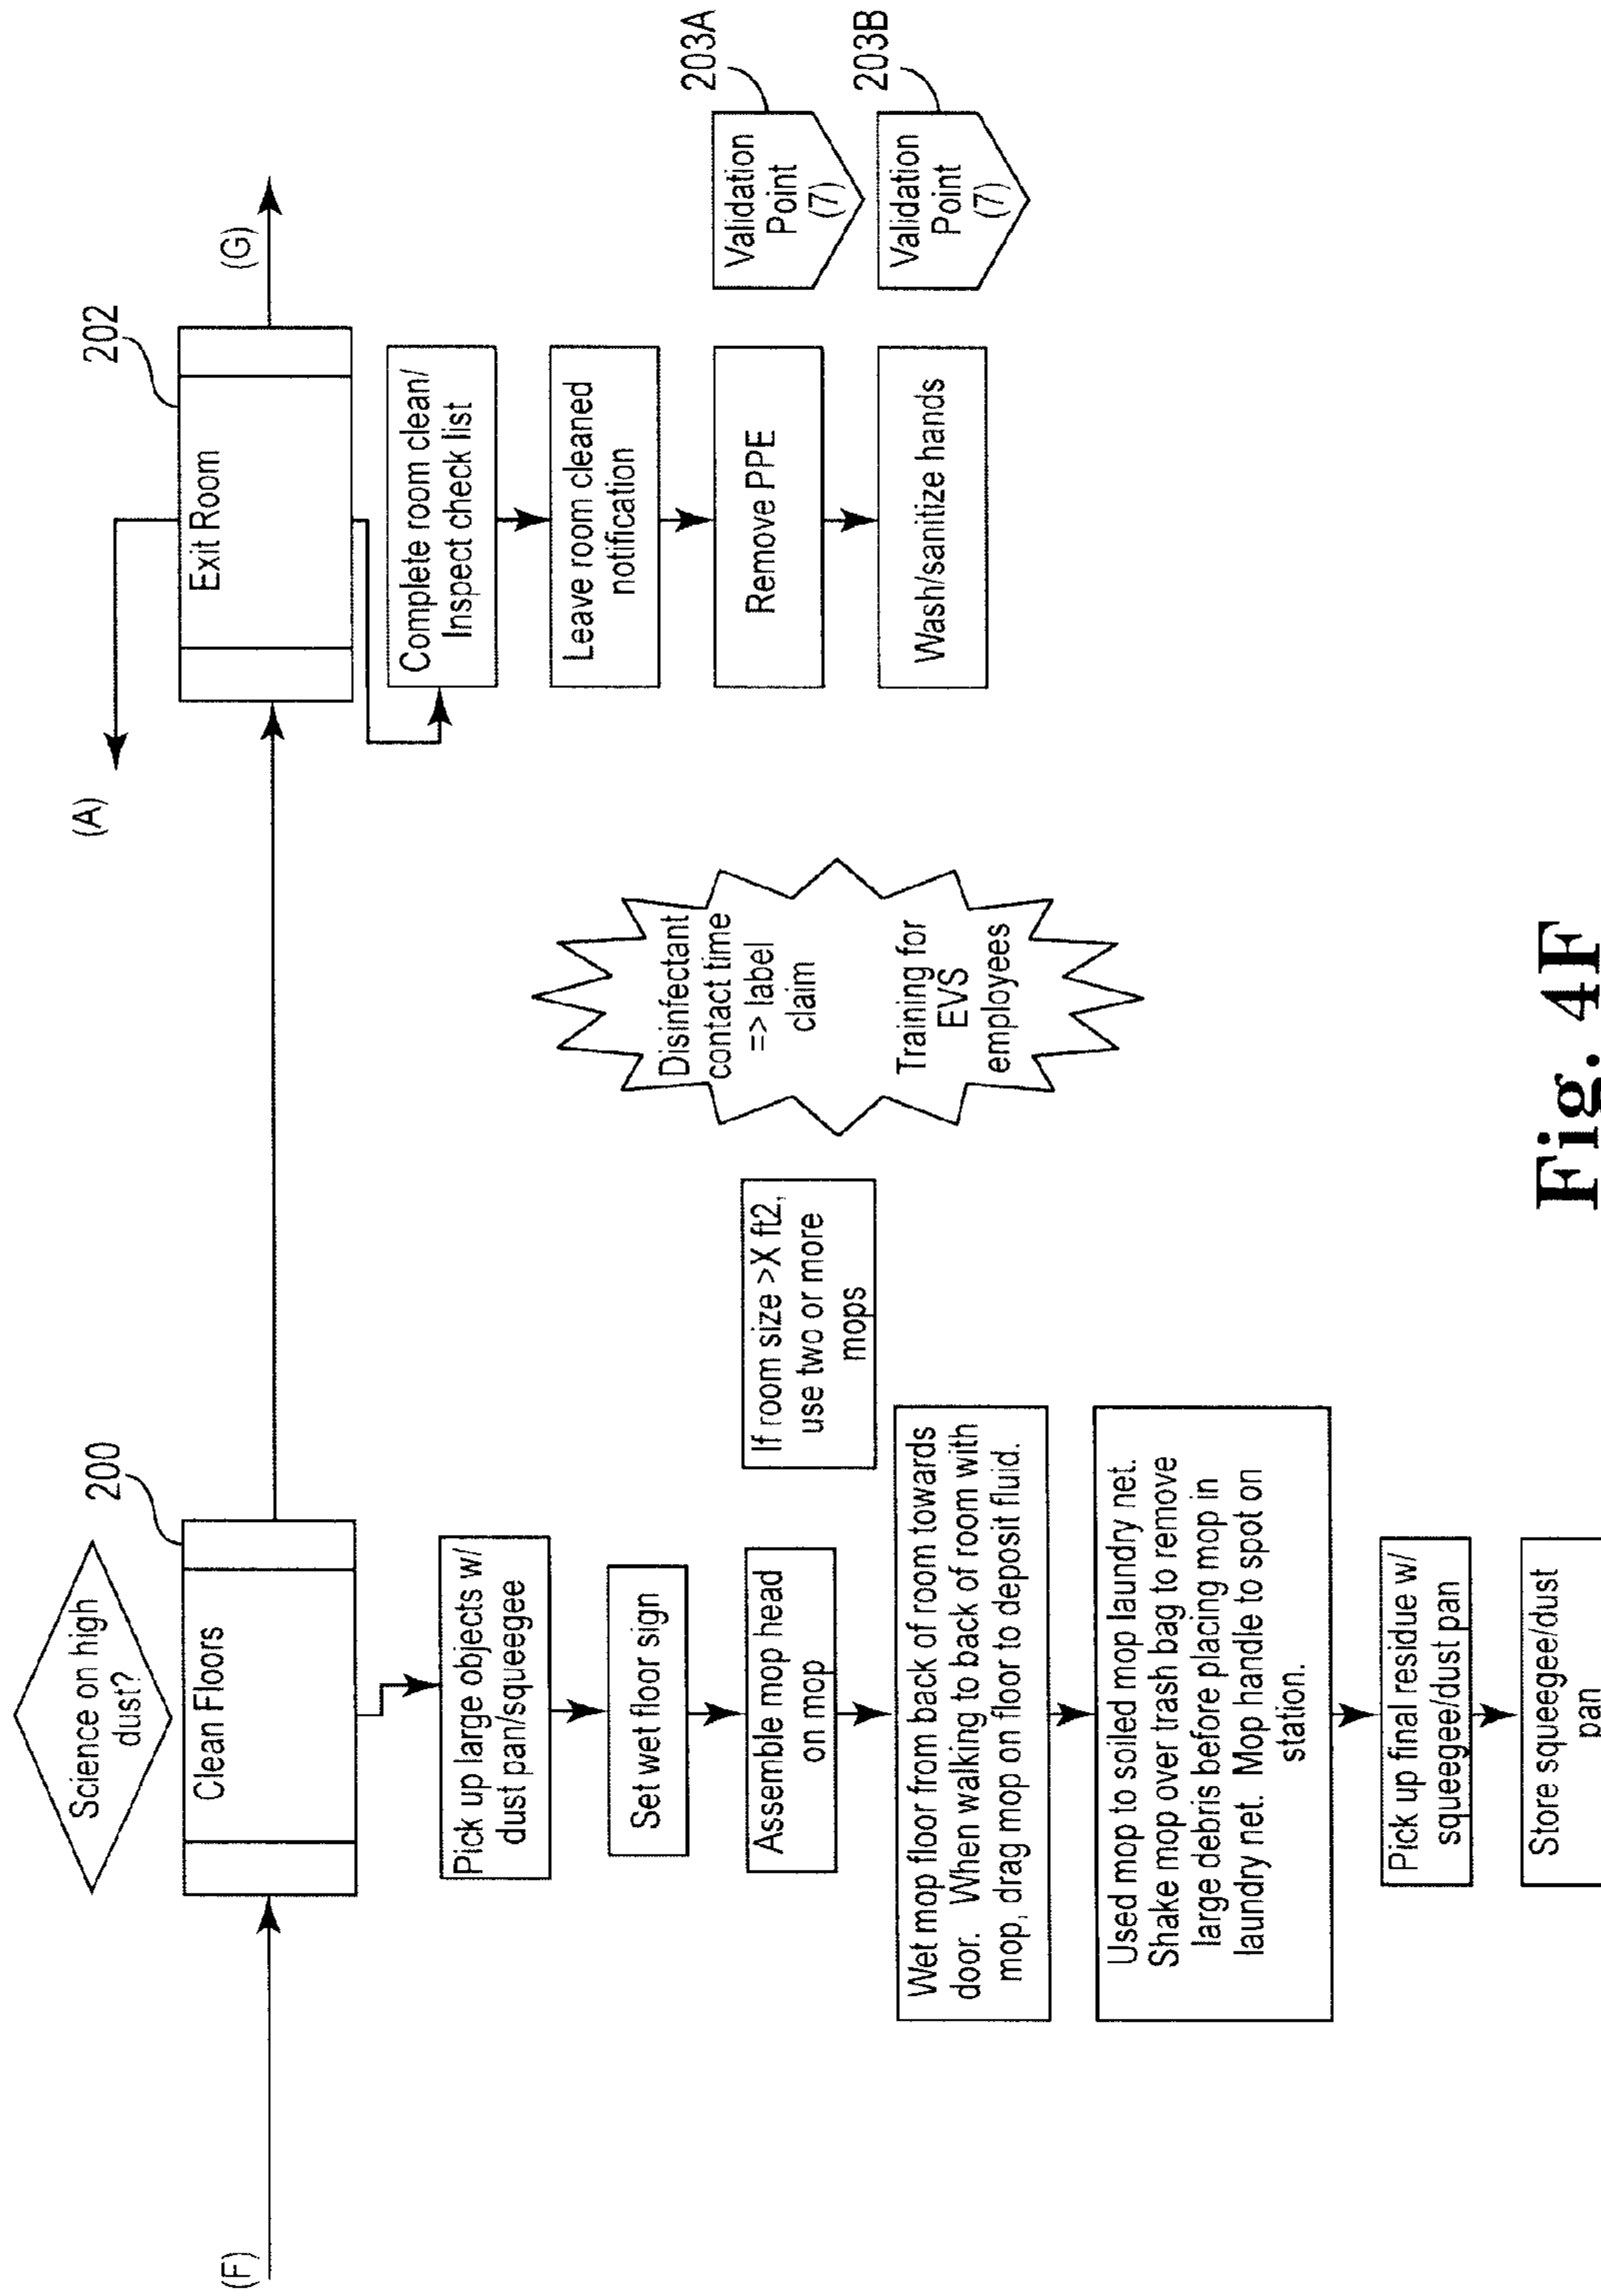 (F)
Science on high
dust?
200
Clean Floors
Pick up large objects w/
dust pan/squeegee
Set wet floor sign
Assemble mop head
on mop
If room size >X ft2,
use two or more
mops
Wet mop floor from back of room towards
door. When walking to back of room with
mop, drag mop on floor to deposit fluid.
Used mop to soiled mop laundry net.
Shake mop over trash bag to remove
large debris before placing mop in
laundry net. Mop handle to spot on
station.
Pick up final residue w/
squeegee/dust pan
Store squeegee/dust
pan
Disinfectant
contact time
=> label
claim
Training for
EVS
employees
(A)
202
Exit Room
(G)
Complete room clean/
Inspect check list
Leave room cleaned
notification
Remove PPE
Wash/sanitize hands
203A
Validation
Point
(7)
203B
Validation
Point
(7)
Fig. 4F